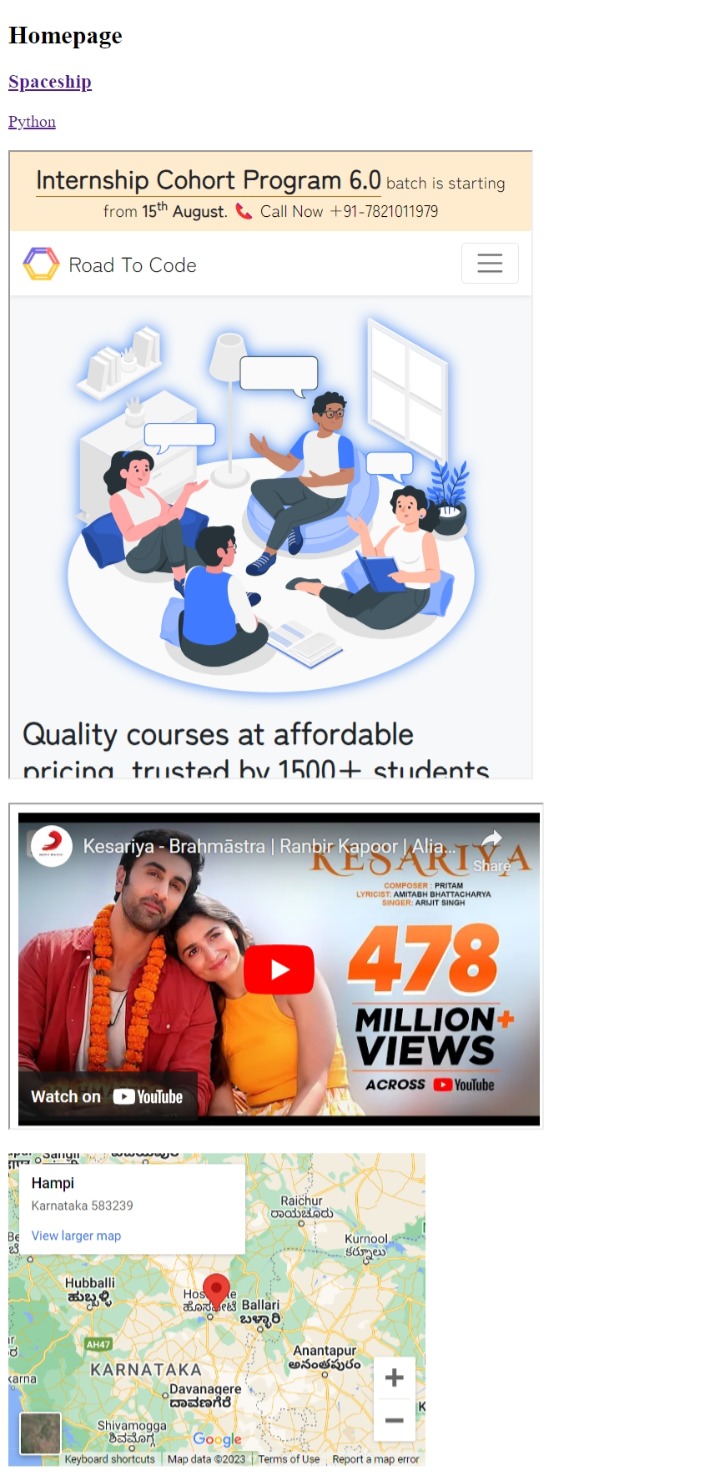 Homepage
Spaceship
Python
Internship Cohort Program 6.0 batch is starting
from 15th August. 📞 Call Now +91-7821011979
Road To Code
Quality courses at affordable
pricing, trusted by 1500+ students
Kesariya - Brahmāstra | Ranbir Kapoor | Alia...
Share
KESARIYA
COMPOSER : PRITAM
LYRICIST: AMITABH BHATTACHARYA
SINGER: ARIJIT SINGH
478
MILLION+
VIEWS
ACROSS YouTube
Watch on YouTube
Sangli
Hampi
Karnataka 583239
View larger map
Raichur
ರಾಯಚೂರು
Kurnool
కర్నూలు
Hubballi
ಹುಬ್ಬಳ್ಳಿ
ಹೊಸಪೇಟೆ
Ballari
ಬಳ್ಳಾರಿ
AH47
Anantapur
అనంతపురం
KARNATAKA
Davanagere
ದಾವಣಗೆರೆ
Shivamogga
ಶಿವಮೊಗ್ಗ
Google
Keyboard shortcuts
Map data ©2023
Terms of Use
Report a map error